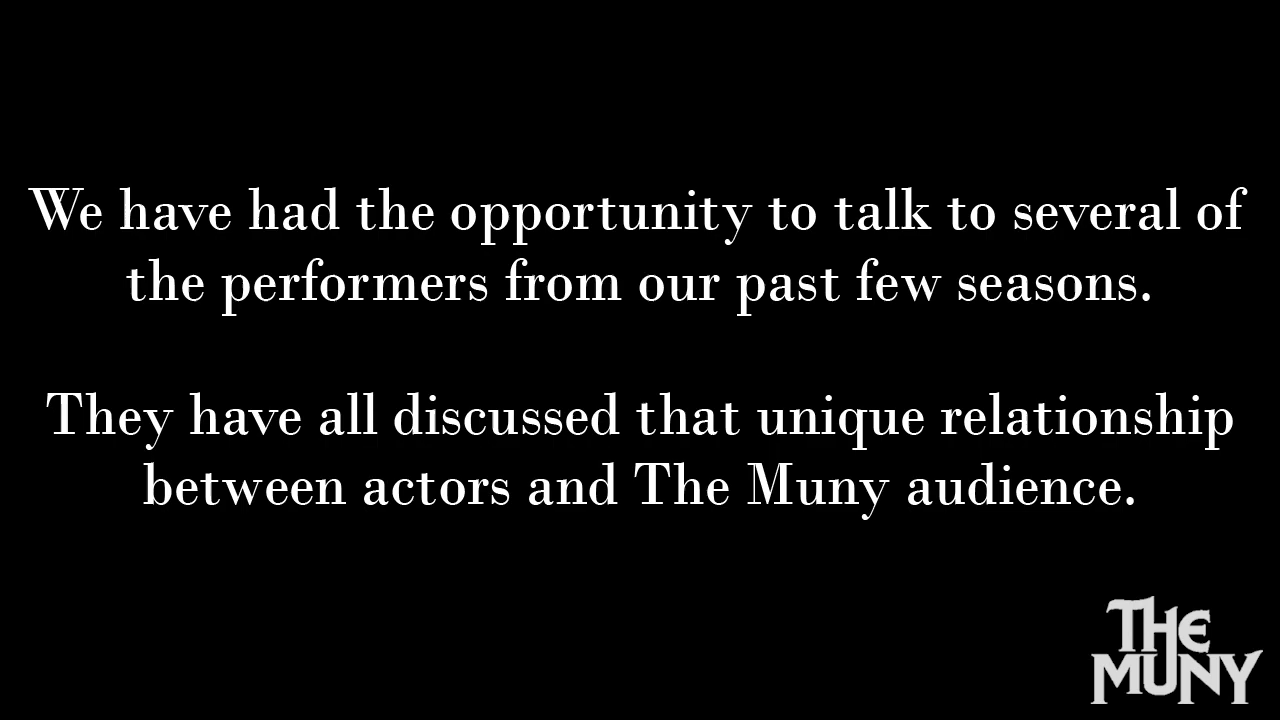 We have had the opportunity to talk to several of
the performers from our past few seasons.
They have all discussed that unique relationship
between actors and The Muny audience.
THE
MUNY